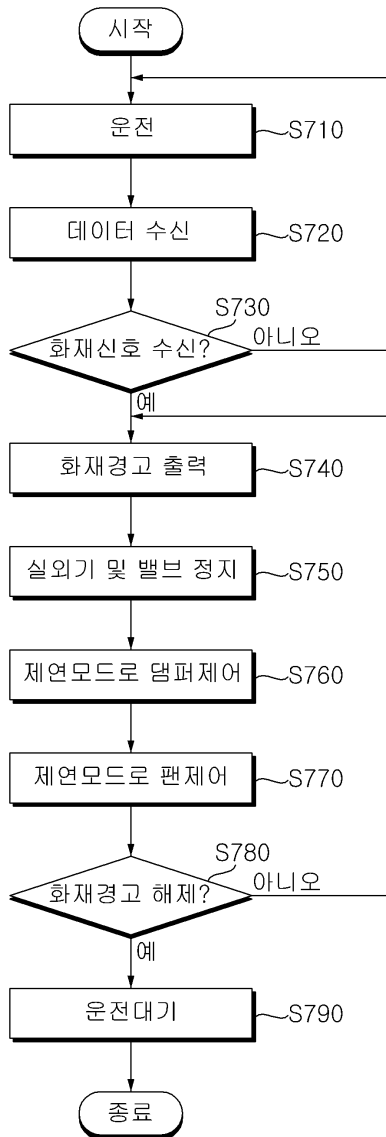 시작
운전
S710
데이터 수신
S720
S730
화재신호 수신?
아니오
예
화재경고 출력
S740
실외기 및 밸브 정지
S750
제연모드로 댐퍼제어
S760
제연모드로 팬제어
S770
S780
화재경고 해제?
아니오
예
운전대기
S790
종료